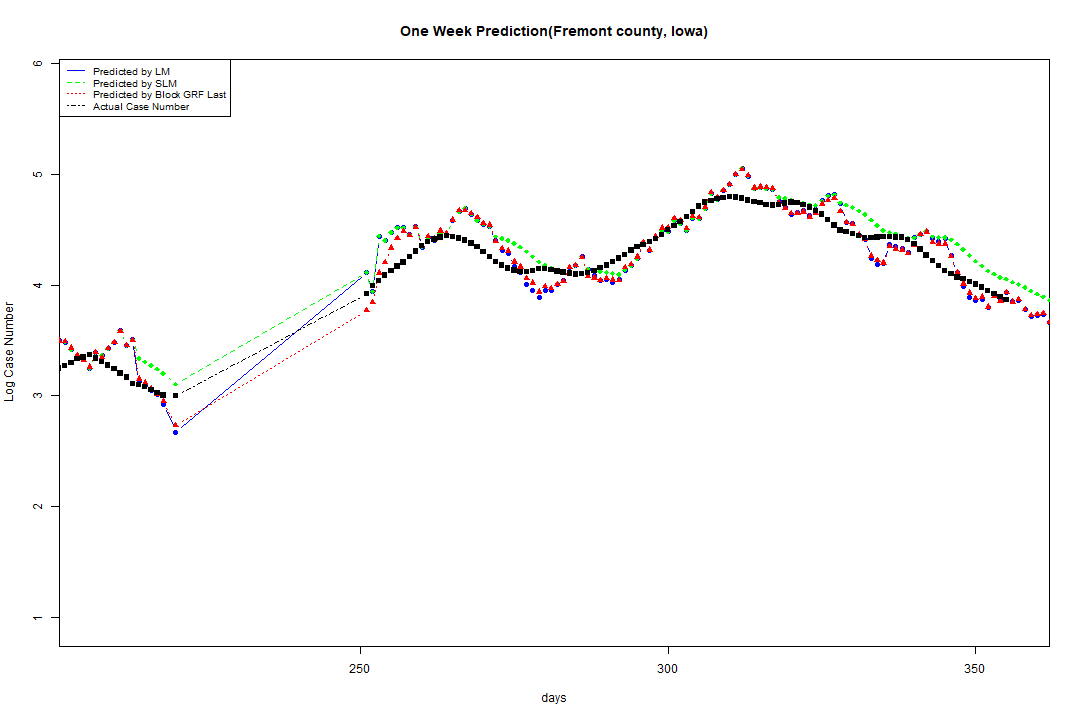 One Week Prediction(Fremont county, Iowa)
Predicted by LM
Predicted by SLM
Predicted by Block GRF Last
Actual Case Number
6
5
4
3
2
1
Log Case Number
250
300
350
days